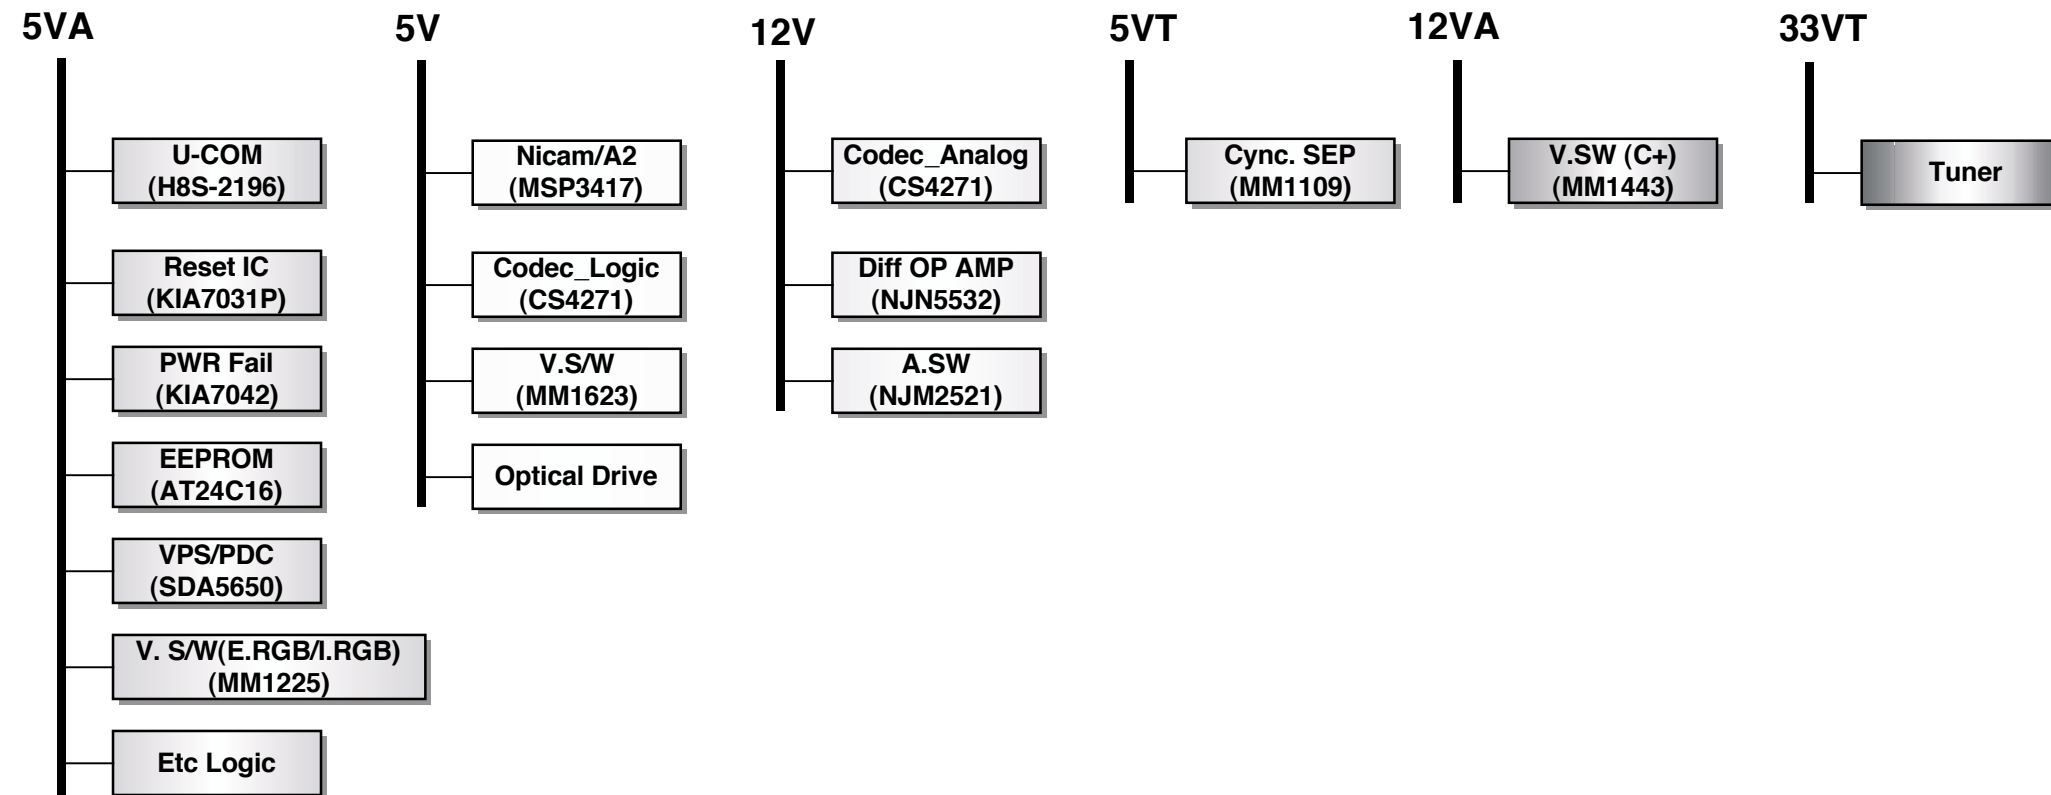 5VA
U-COM
(H8S-2196)
Reset IC
(KIA7031P)
PWR Fail
(KIA7042)
EEPROM
(AT24C16)
VPS/PDC
(SDA5650)
V. S/W(E.RGB/I.RGB)
(MM1225)
Etc Logic
5V
Nicam/A2
(MSP3417)
Codec_Logic
(CS4271)
V.S/W
(MM1623)
Optical Drive
12V
Codec_Analog
(CS4271)
Diff OP AMP
(NJN5532)
A.SW
(NJM2521)
5VT
Cync. SEP
(MM1109)
12VA
V.SW (C+)
(MM1443)
33VT
Tuner